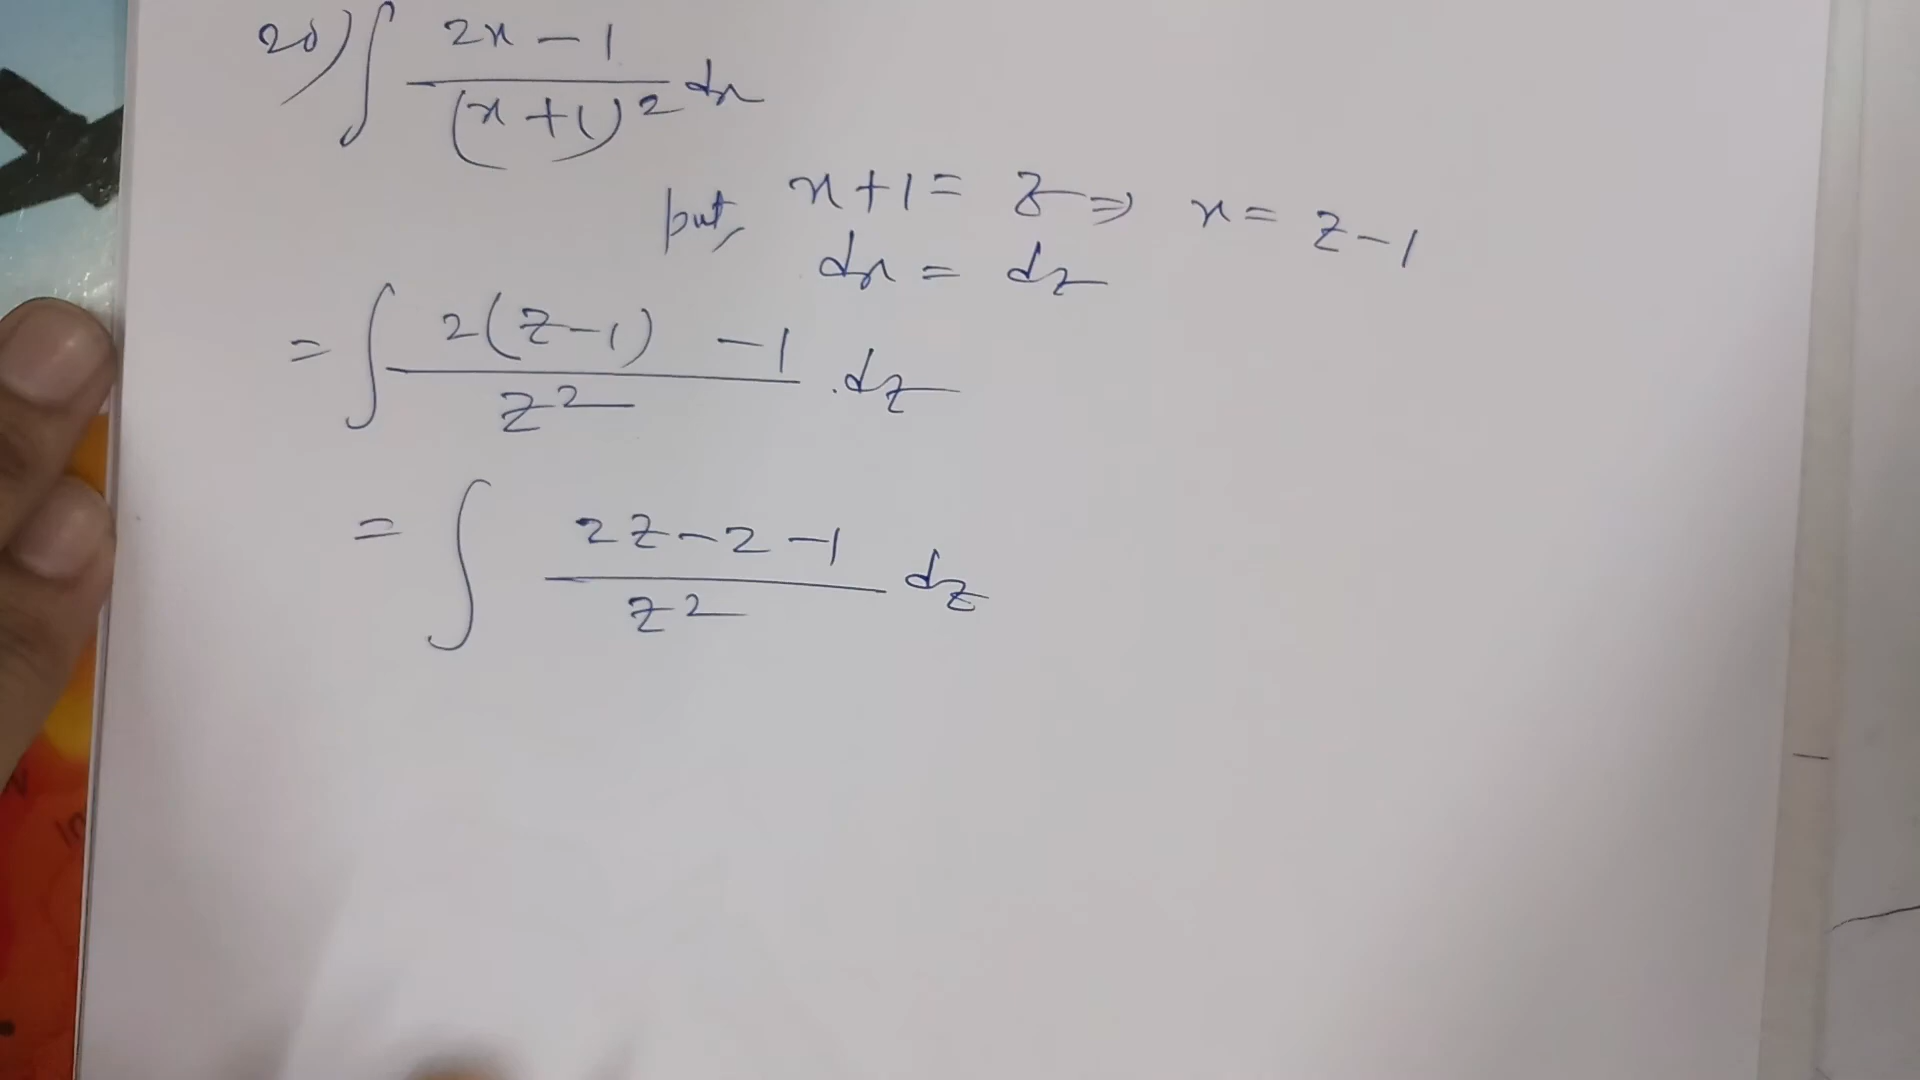 20) ∫ 2x - 1 / (x + 1)² dx
put, x + 1 = z ⇒ x = z - 1
dx = dz
= ∫ 2(z - 1) - 1 / z² . dz
= ∫ 2z - 2 - 1 / z² dz